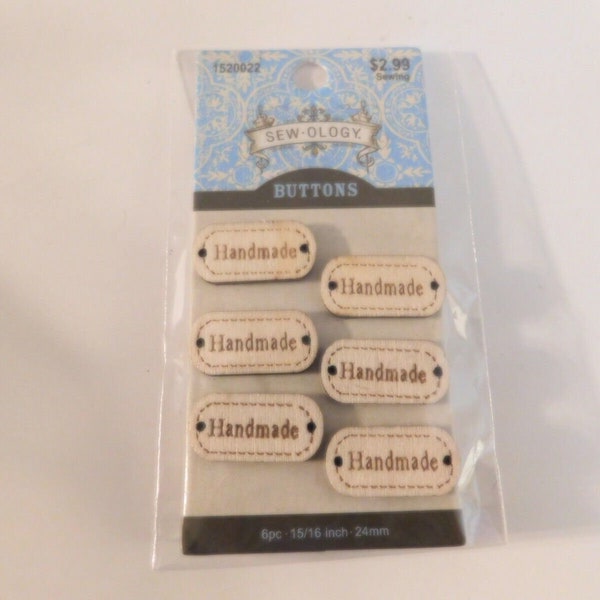 1520022
$2.99
Sewing
SEW·OLOGY
BUTTONS
Handmade
Handmade
Handmade
Handmade
Handmade
Handmade
6pc · 15/16 inch · 24mm